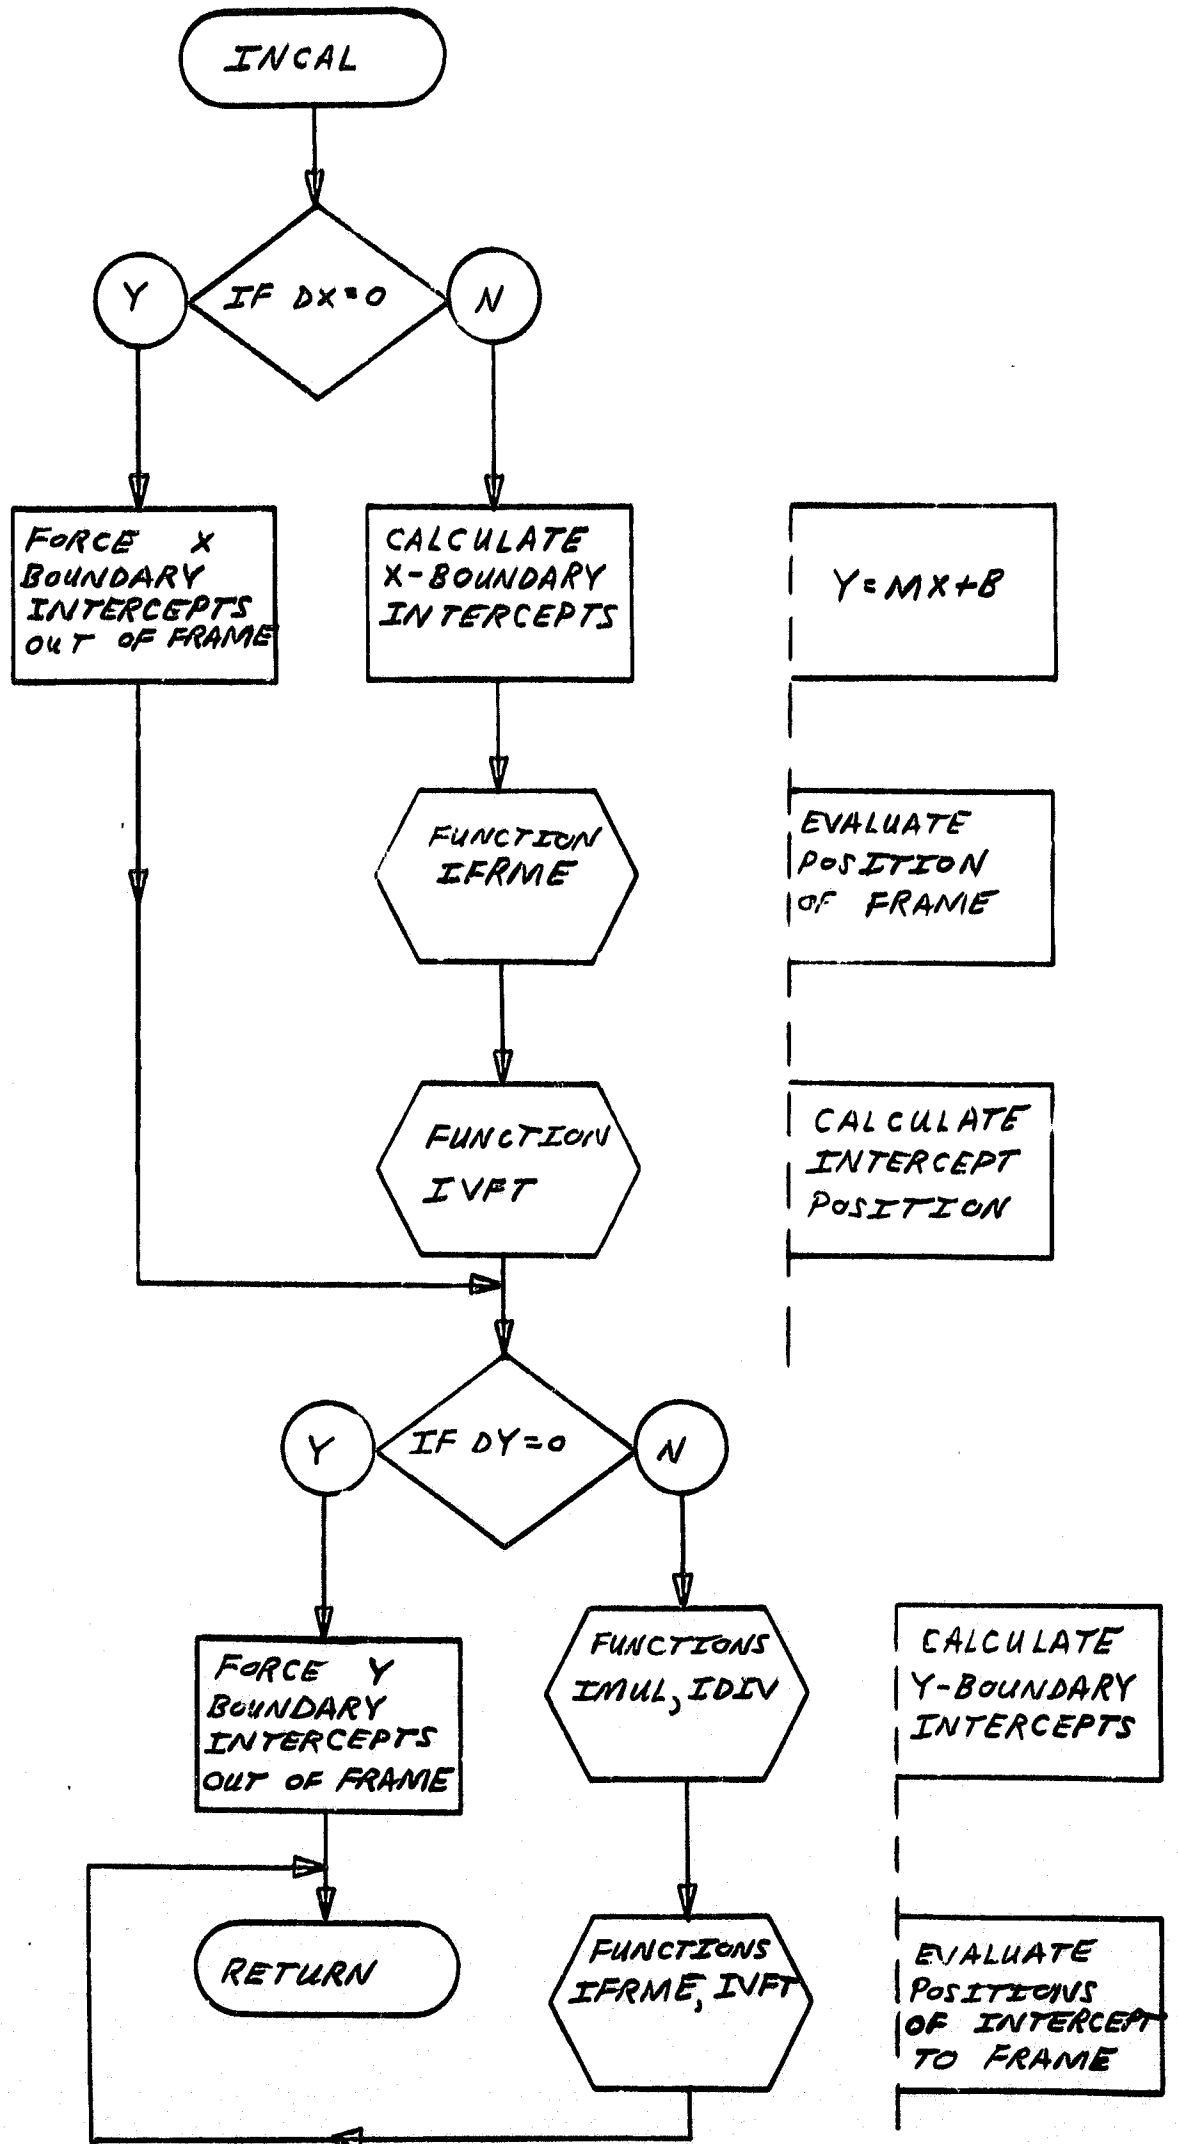 INCAL
Y
IF DX=0
N
FORCE X
BOUNDARY
INTERCEPTS
OUT OF FRAME
CALCULATE
X-BOUNDARY
INTERCEPTS
Y=MX+B
FUNCTION
IFRME
EVALUATE
POSITION
OF FRAME
FUNCTION
IVFT
CALCULATE
INTERCEPT
POSITION
Y
IF DY=0
N
FORCE Y
BOUNDARY
INTERCEPTS
OUT OF FRAME
FUNCTIONS
IMUL, IDIV
CALCULATE
Y-BOUNDARY
INTERCEPTS
RETURN
FUNCTIONS
IFRME, IVFT
EVALUATE
POSITIONS
OF INTERCEPT
TO FRAME